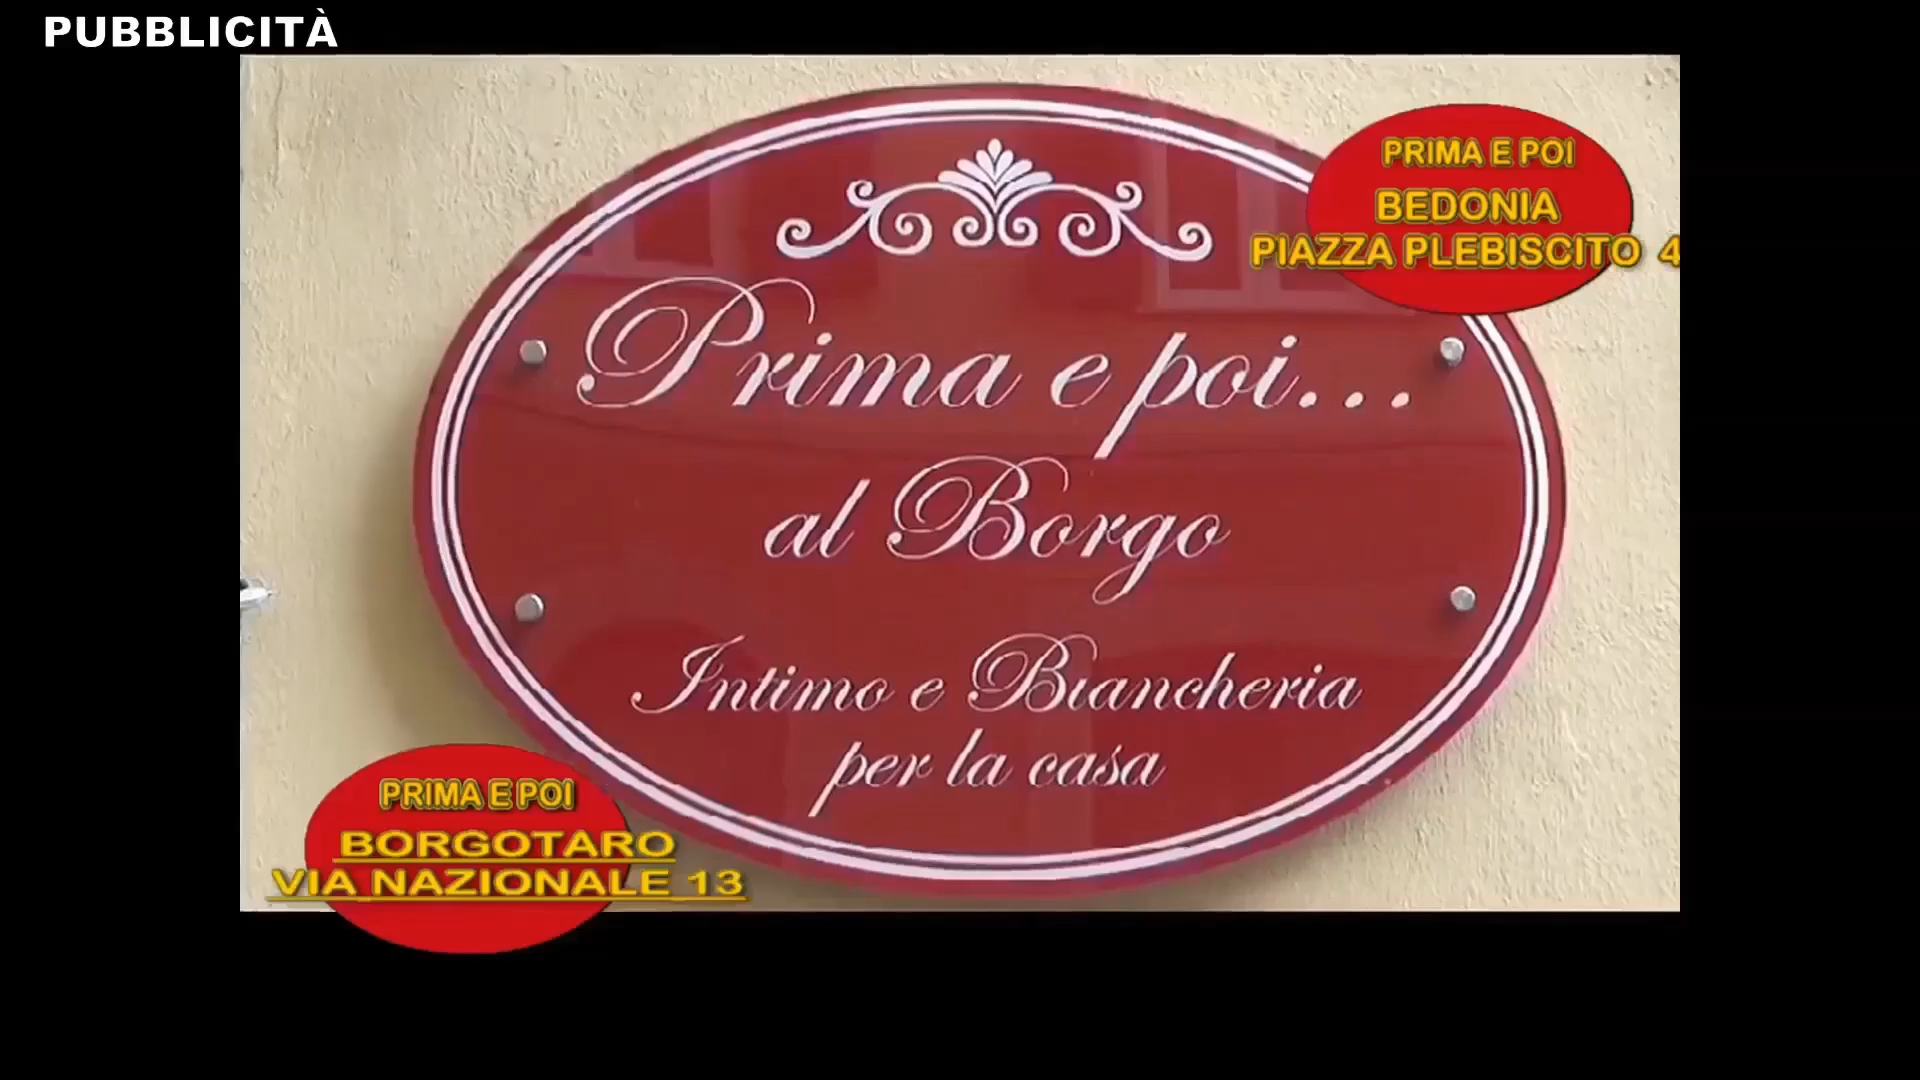 PUBBLICITÀ
PRIMA E POI
BEDONIA
PIAZZA PLEBISCITO 4
Prima e poi...
al Borgo
Intimo e Biancheria
per la casa
PRIMA E POI
BORGOTARO
VIA NAZIONALE 13